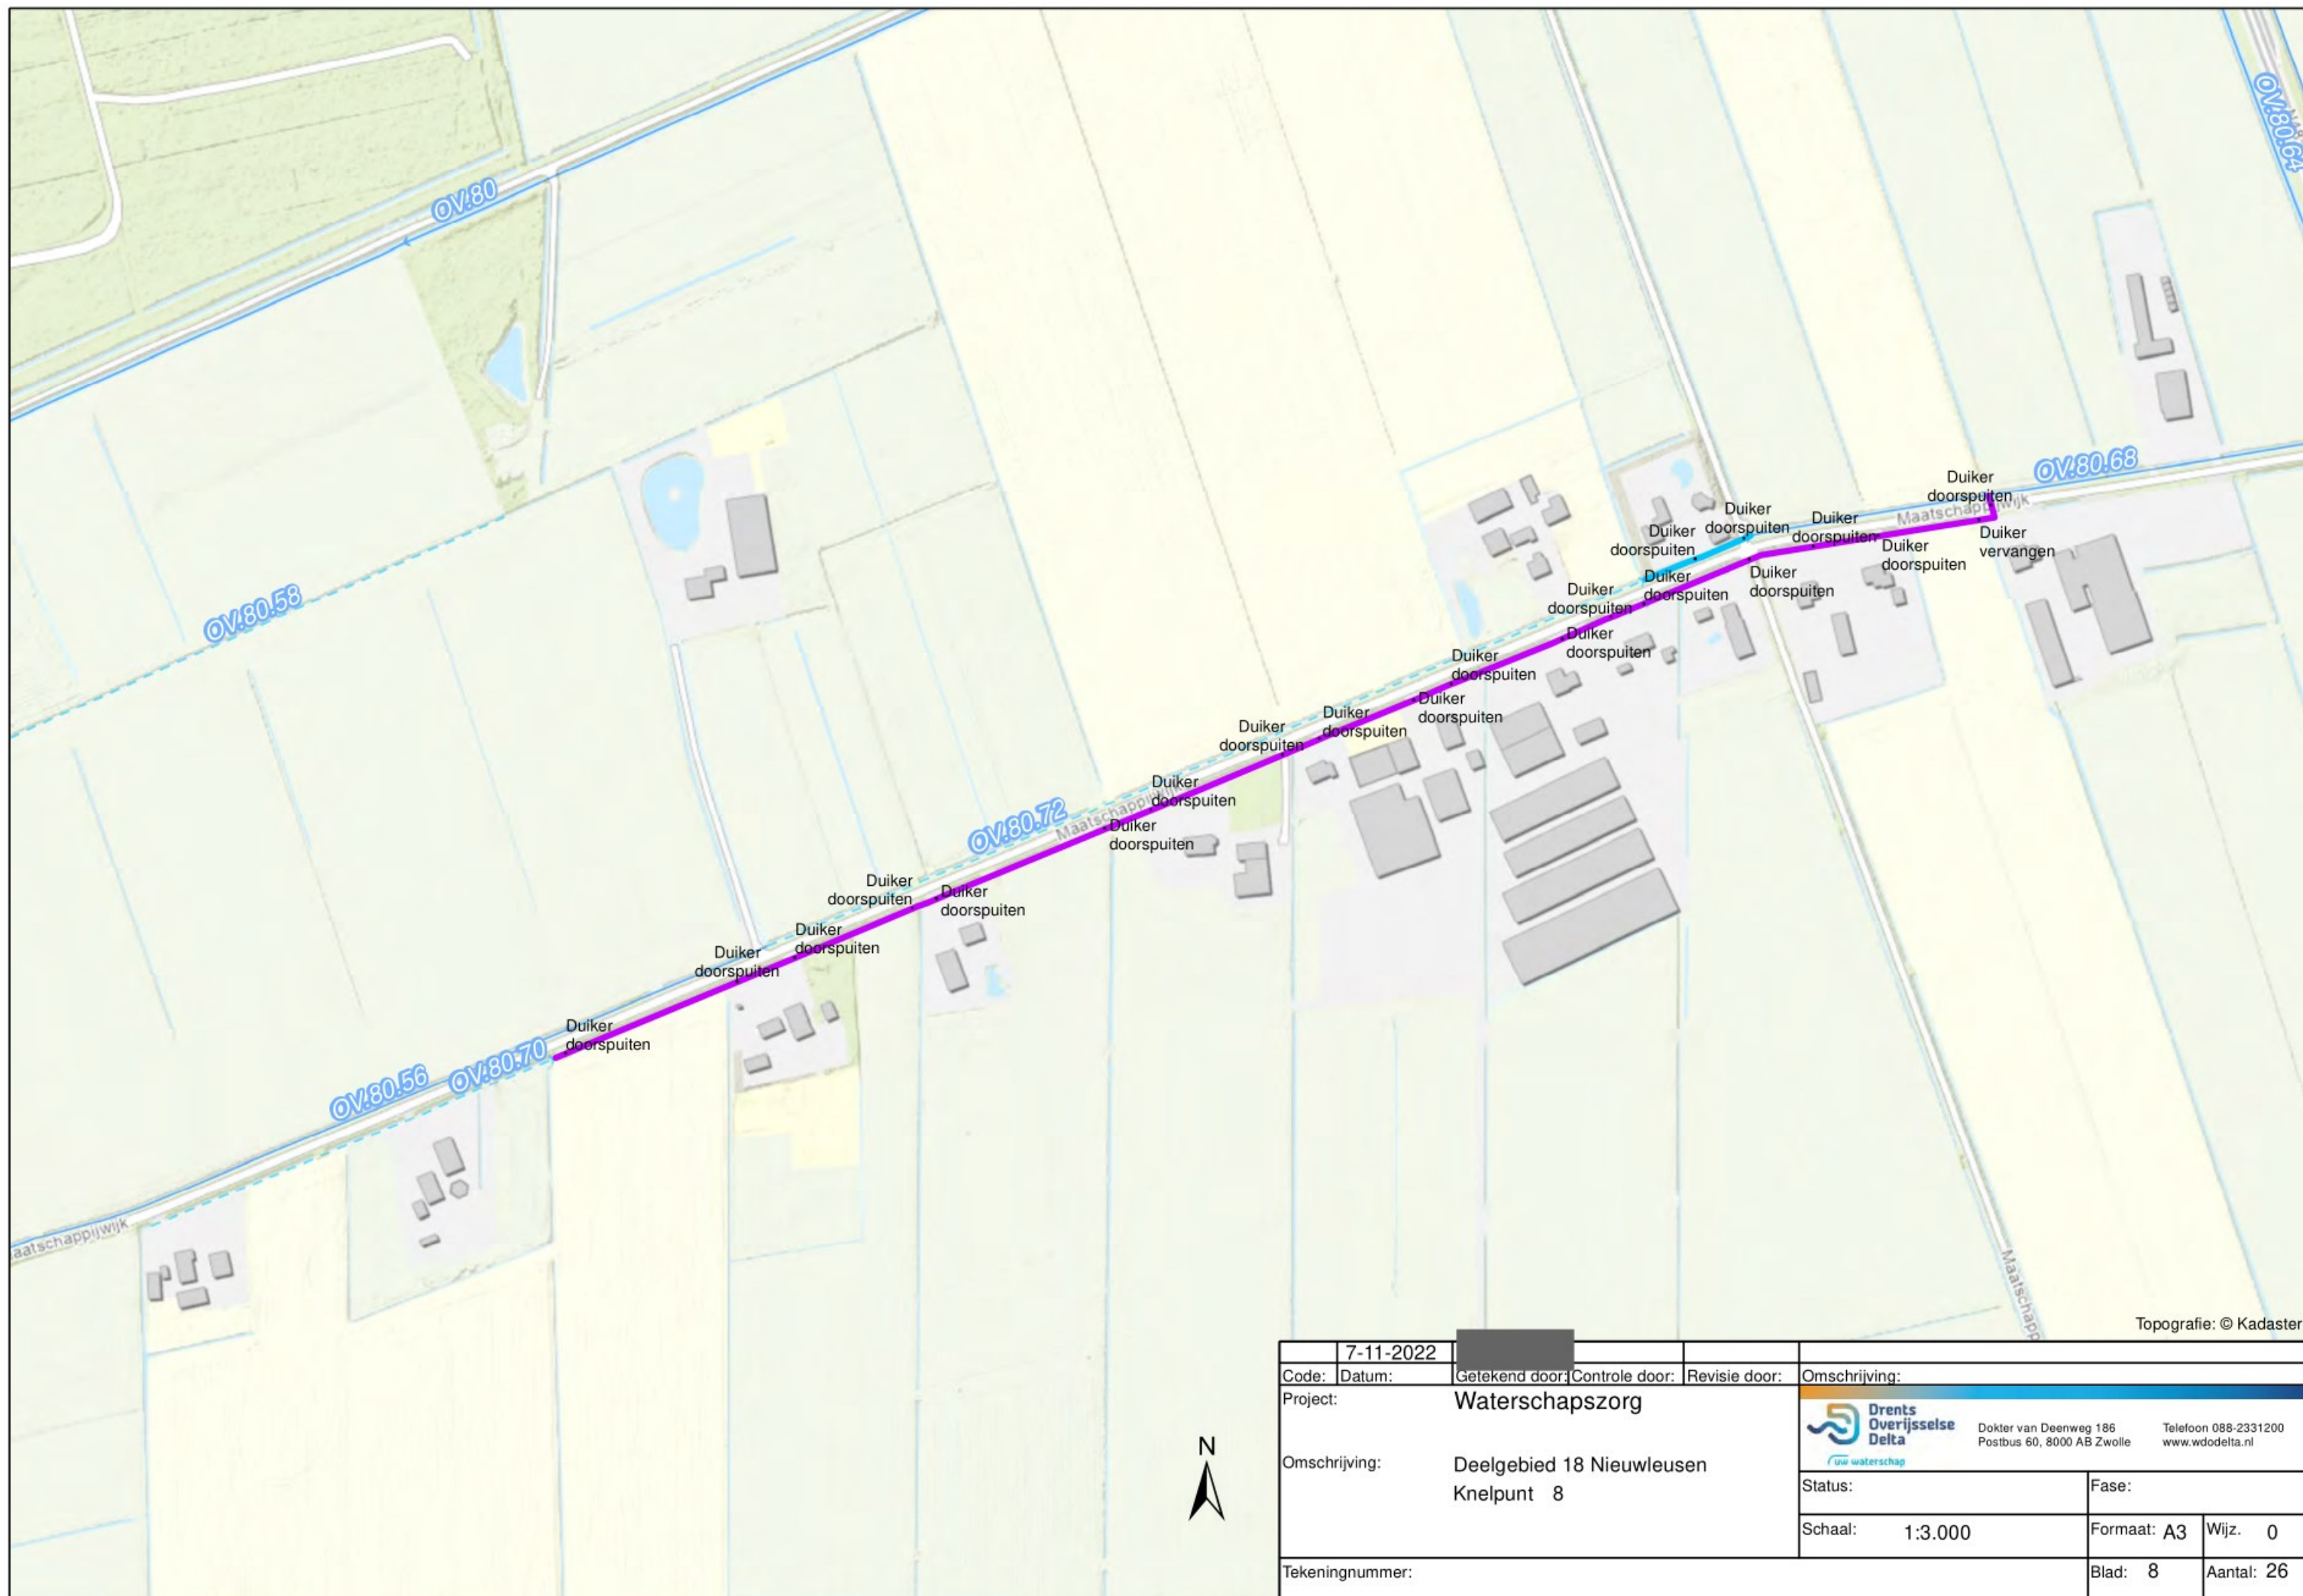 OV.80
OV.80.64
OV.80.68
Duiker
doorspuiten
Maatschappijwijk
Duiker
vervangen
Duiker
doorspuiten
Duiker
doorspuiten
Duiker
doorspuiten
Duiker
doorspuiten
Duiker
doorspuiten
Duiker
doorspuiten
Duiker
doorspuiten
OV.80.58
Duiker
doorspuiten
Duiker
doorspuiten
Duiker
doorspuiten
Duiker
doorspuiten
Duiker
doorspuiten
Duiker
doorspuiten
Maatschappijwijk
Duiker
doorspuiten
OV.80.72
Duiker
doorspuiten
Duiker
doorspuiten
Duiker
doorspuiten
Duiker
doorspuiten
Duiker
doorspuiten
OV.80.70
OV.80.56
aatschappijwijk
Maatschapp
Topografie: © Kadaster
N
7-11-2022
Code: Datum: Getekend door: Controle door: Revisie door: Omschrijving:
Project: Waterschapszorg
Omschrijving: Deelgebied 18 Nieuwleusen
Knelpunt 8
Drents
Overijsselse
Delta
uw waterschap
Dokter van Deenweg 186
Postbus 60, 8000 AB Zwolle
Telefoon 088-2331200
www.wdodelta.nl
Status: Fase:
Schaal: 1:3.000 Formaat: A3 Wijz. 0
Tekeningnummer: Blad: 8 Aantal: 26